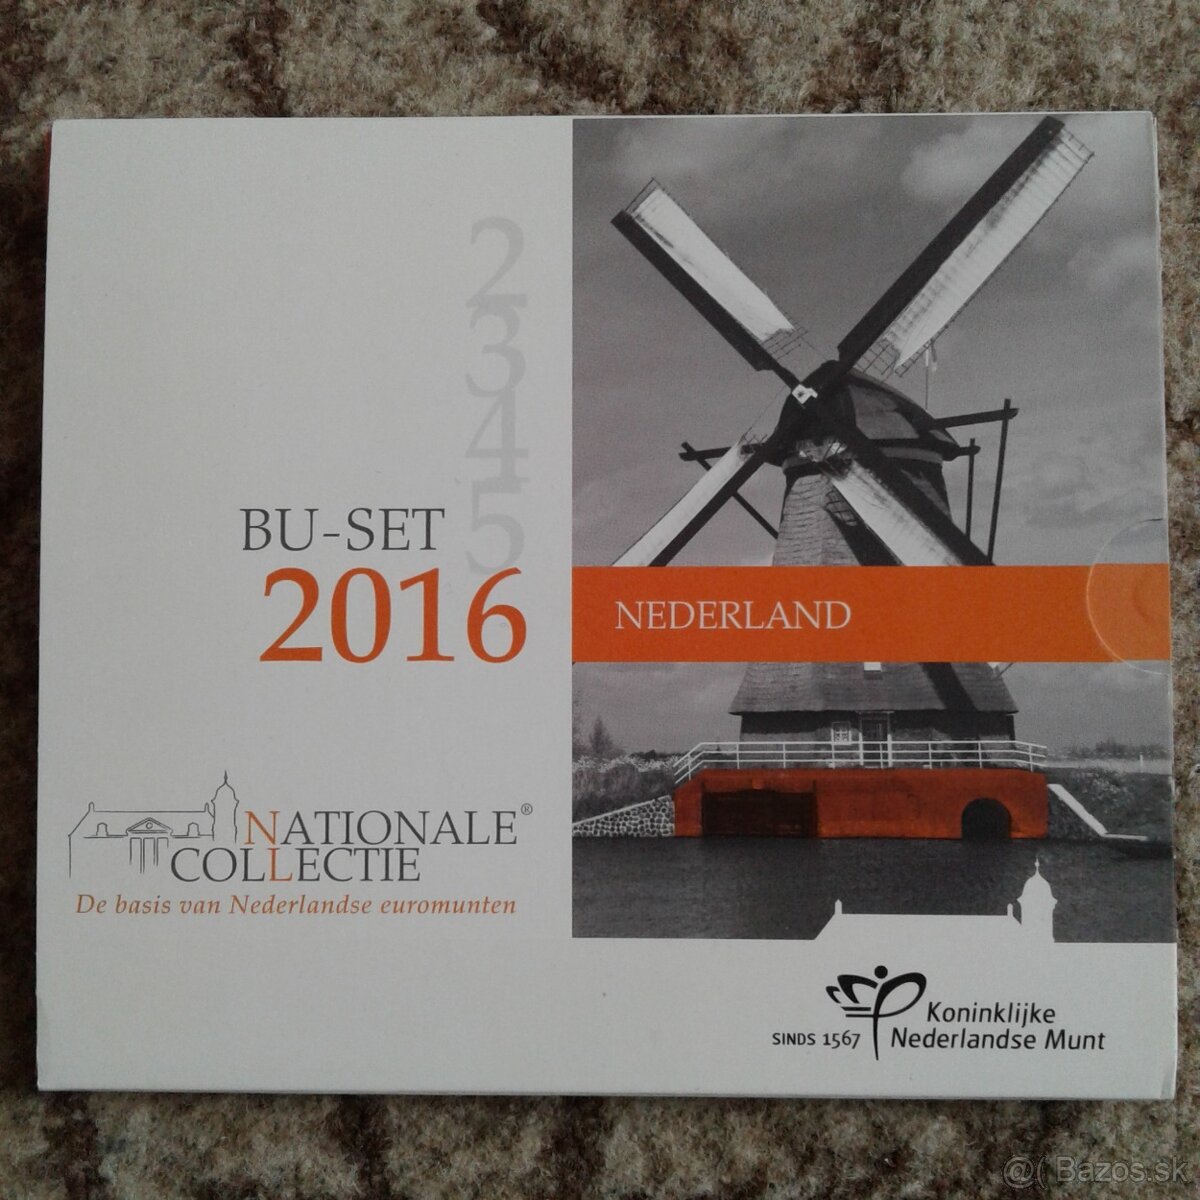 2
3
4
5
BU-SET
2016
NEDERLAND
NATIONALE®
COLLECTIE
De basis van Nederlandse euromunten
Koninklijke
SINDS 1567 Nederlandse Munt
@( Bazos.sk